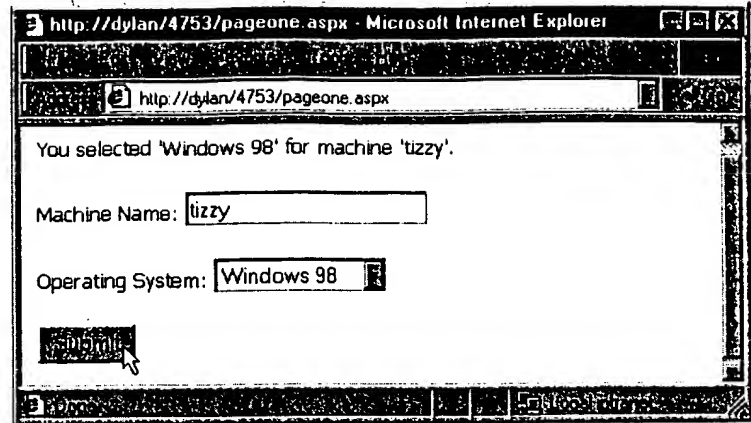 http://dylan/4753/pageone.aspx - Microsoft Internet Explorer
http://dylan/4753/pageone.aspx
You selected 'Windows 98' for machine 'tizzy'.
Machine Name: tizzy
Operating System: Windows 98